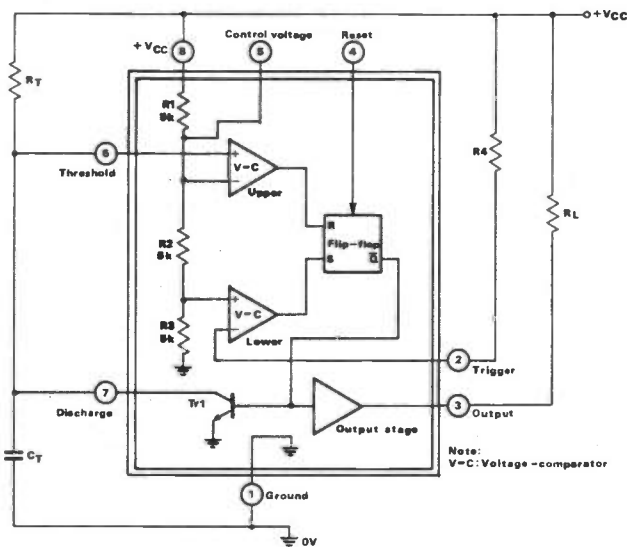 +VCC
+ VCC
8
Control voltage
5
Reset
4
RT
R1
5k
6
Threshold
+
V-C
-
Upper
R4
RL
R
Flip-flop
S
Q̅
R2
5k
+
V-C
-
Lower
R3
5k
2
Trigger
7
Discharge
Tr1
Output stage
3
Output
Note:
V-C: Voltage-comparator
CT
1
Ground
0V